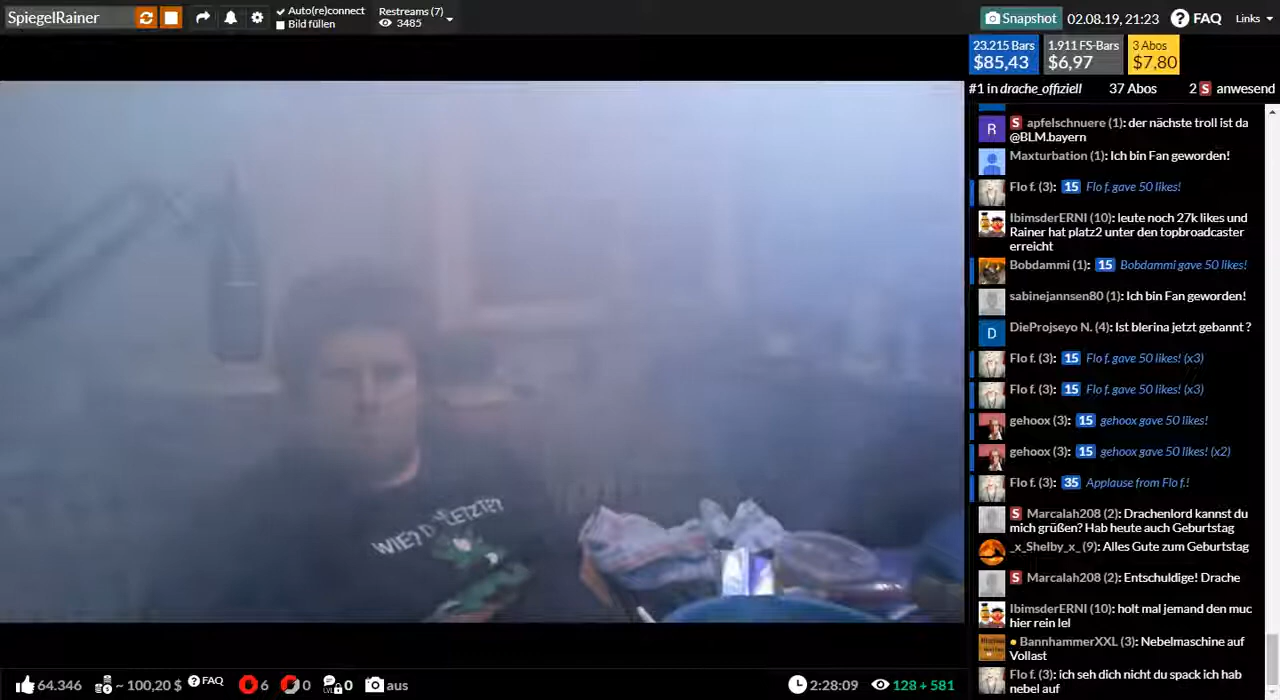 SpiegelRainer
Auto(re)connect
Bild füllen
Restreams (7)
3485
Snapshot
02.08.19, 21:23
? FAQ
Links
23.215 Bars
$85,43
1.911 FS-Bars
$6,97
3 Abos
$7,80
#1 in drache_offiziell 37 Abos 2 S anwesend
R S apfelschnuere (1): der nächste troll ist da
@BLM.bayern
Maxturbation (1): Ich bin Fan geworden!
Flo f. (3): 15 Flo f. gave 50 likes!
IbimsderERNI (10): leute noch 27k likes und
Rainer hat platz2 unter den topbroadcaster
erreicht
Bobdammi (1): 15 Bobdammi gave 50 likes!
sabinejannsen80 (1): Ich bin Fan geworden!
D DieProjseyo N. (4): Ist blerina jetzt gebannt ?
Flo f. (3): 15 Flo f. gave 50 likes! (x3)
Flo f. (3): 15 Flo f. gave 50 likes! (x3)
gehoox (3): 15 gehoox gave 50 likes!
gehoox (3): 15 gehoox gave 50 likes! (x2)
Flo f. (3): 35 Applause from Flo f.!
S Marcalah208 (2): Drachenlord kannst du
mich grüßen? Hab heute auch Geburtstag
_x_Shelby_x_ (9): Alles Gute zum Geburtstag
S Marcalah208 (2): Entschuldige! Drache
IbimsderERNI (10): holt mal jemand den muc
hier rein lel
BannhammerXXL (3): Nebelmaschine auf
Vollast
Flo f. (3): ich seh dich nicht du spack ich hab
nebel auf
WIE?
64.346
~ 100,20 $
? FAQ
6
0
LVL
0
aus
2:28:09
128 + 581